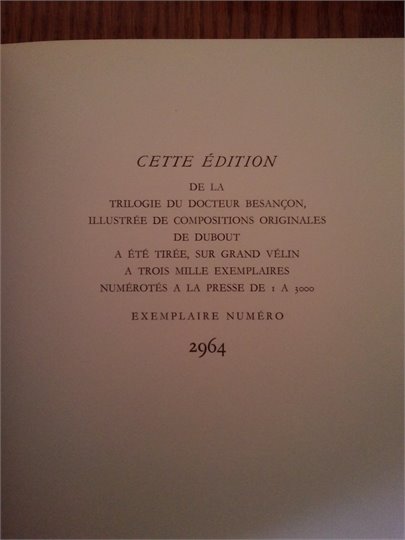 CETTE ÉDITION
DE LA
TRILOGIE DU DOCTEUR BESANÇON,
ILLUSTRÉE DE COMPOSITIONS ORIGINALES
DE DUBOUT
A ÉTÉ TIRÉE, SUR GRAND VÉLIN
A TROIS MILLE EXEMPLAIRES
NUMÉROTÉS A LA PRESSE DE 1 A 3000
EXEMPLAIRE NUMÉRO
2964